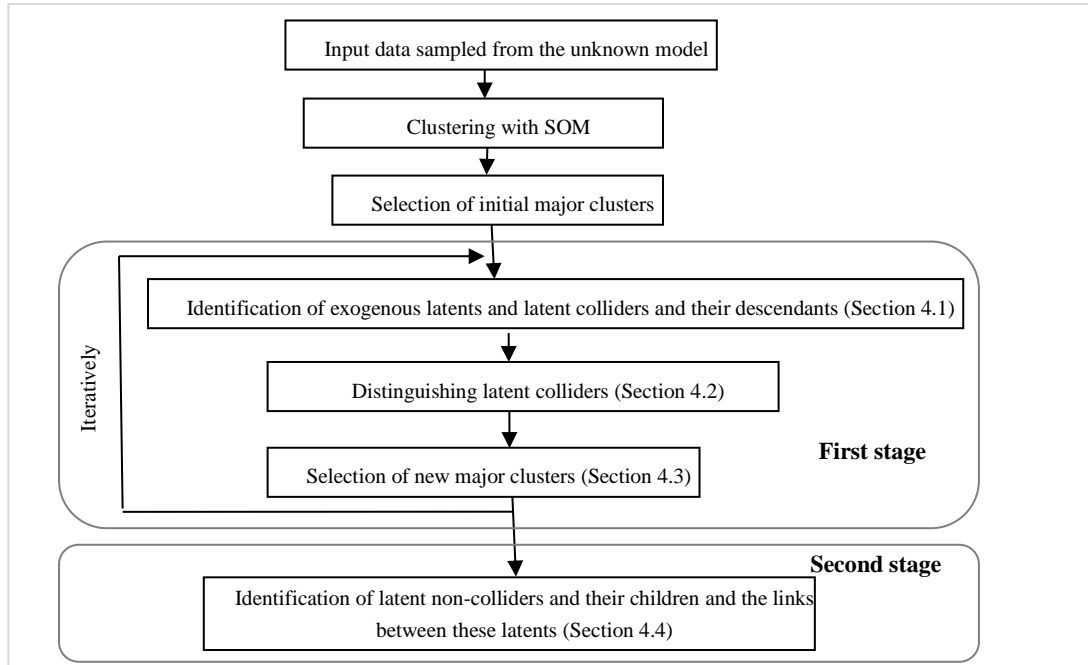 Input data sampled from the unknown model
Clustering with SOM
Selection of initial major clusters
Identification of exogenous latents and latent colliders and their descendants (Section 4.1)
Iteratively
Distinguishing latent colliders (Section 4.2)
First stage
Selection of new major clusters (Section 4.3)
Second stage
Identification of latent non-colliders and their children and the links
between these latents (Section 4.4)